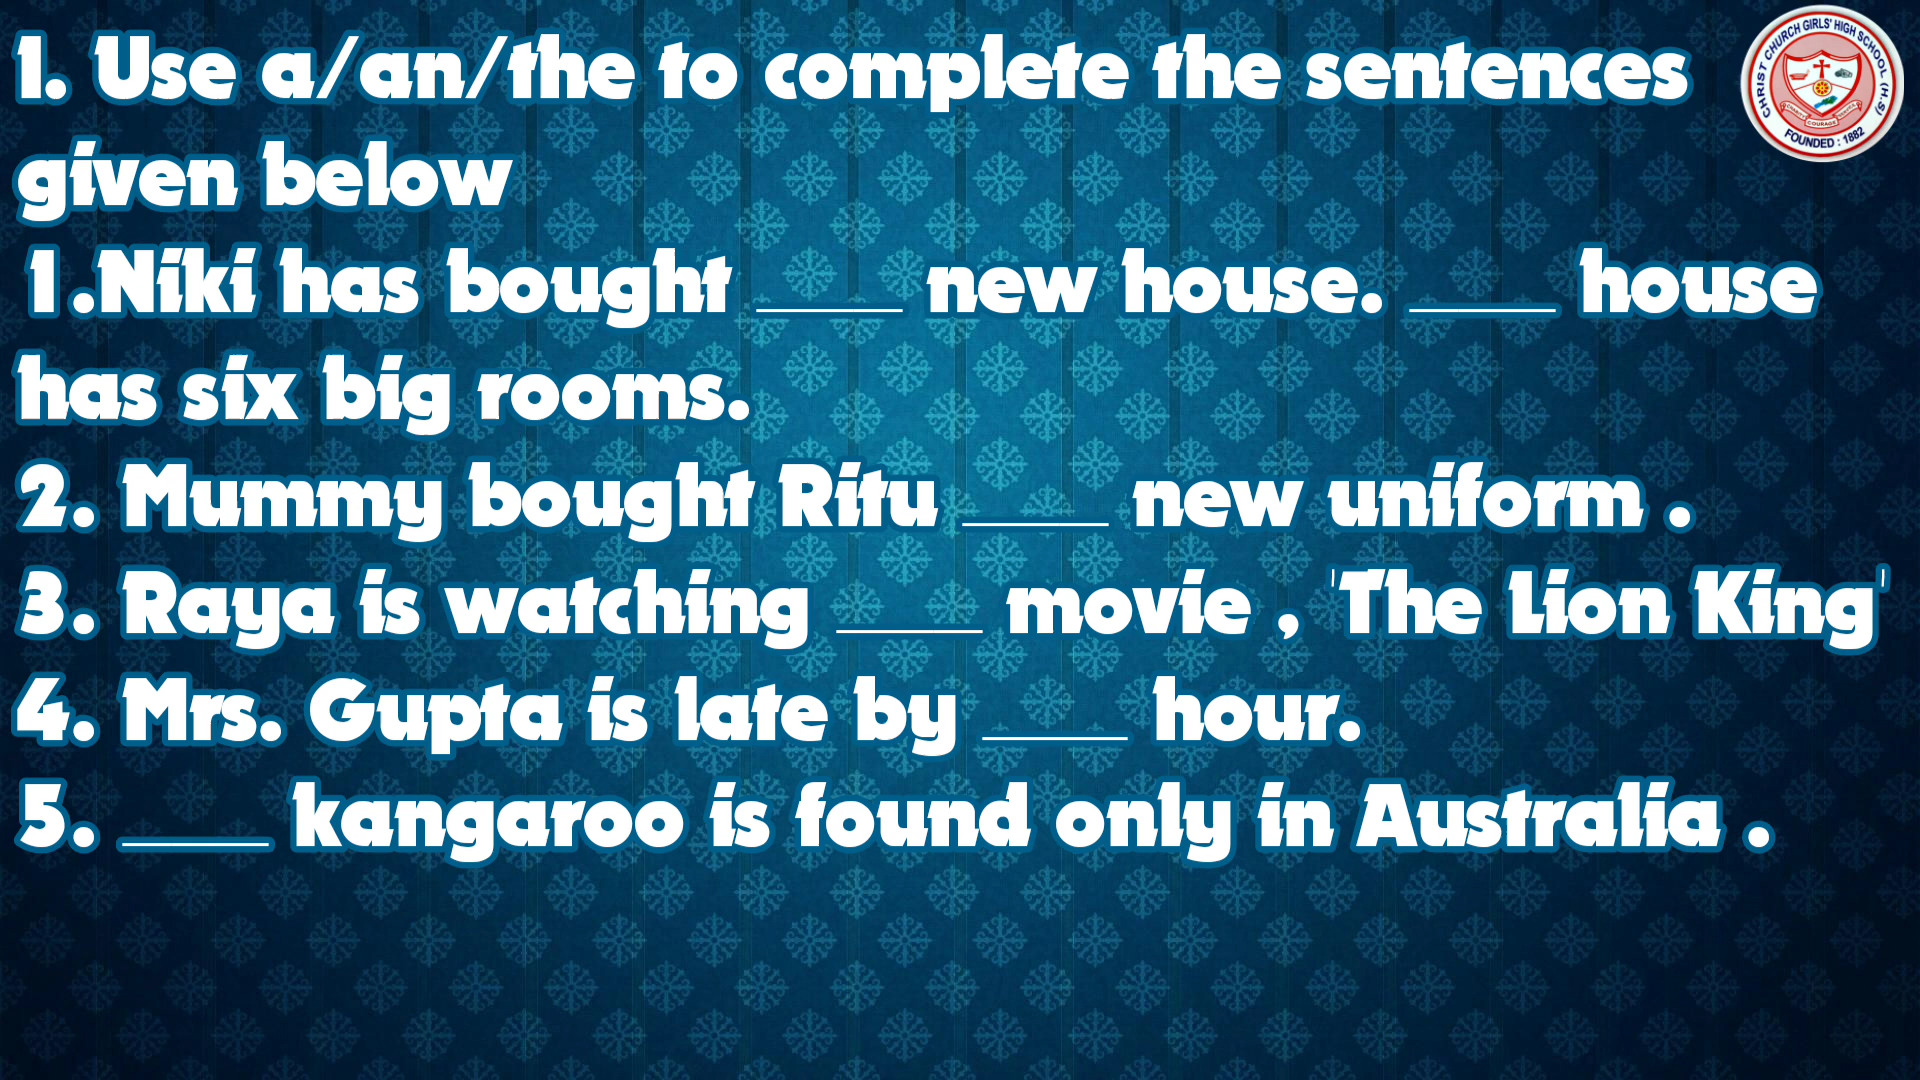 1. Use a/an/the to complete the sentences
given below
1.Niki has bought ____ new house. ____ house
has six big rooms.
2. Mummy bought Ritu ____ new uniform .
3. Raya is watching ____ movie , 'The Lion King'
4. Mrs. Gupta is late by ____ hour.
5. ____ kangaroo is found only in Australia .
CHRIST CHURCH GIRLS' HIGH SCHOOL (H.S)
COURAGE
FOUNDED : 1882